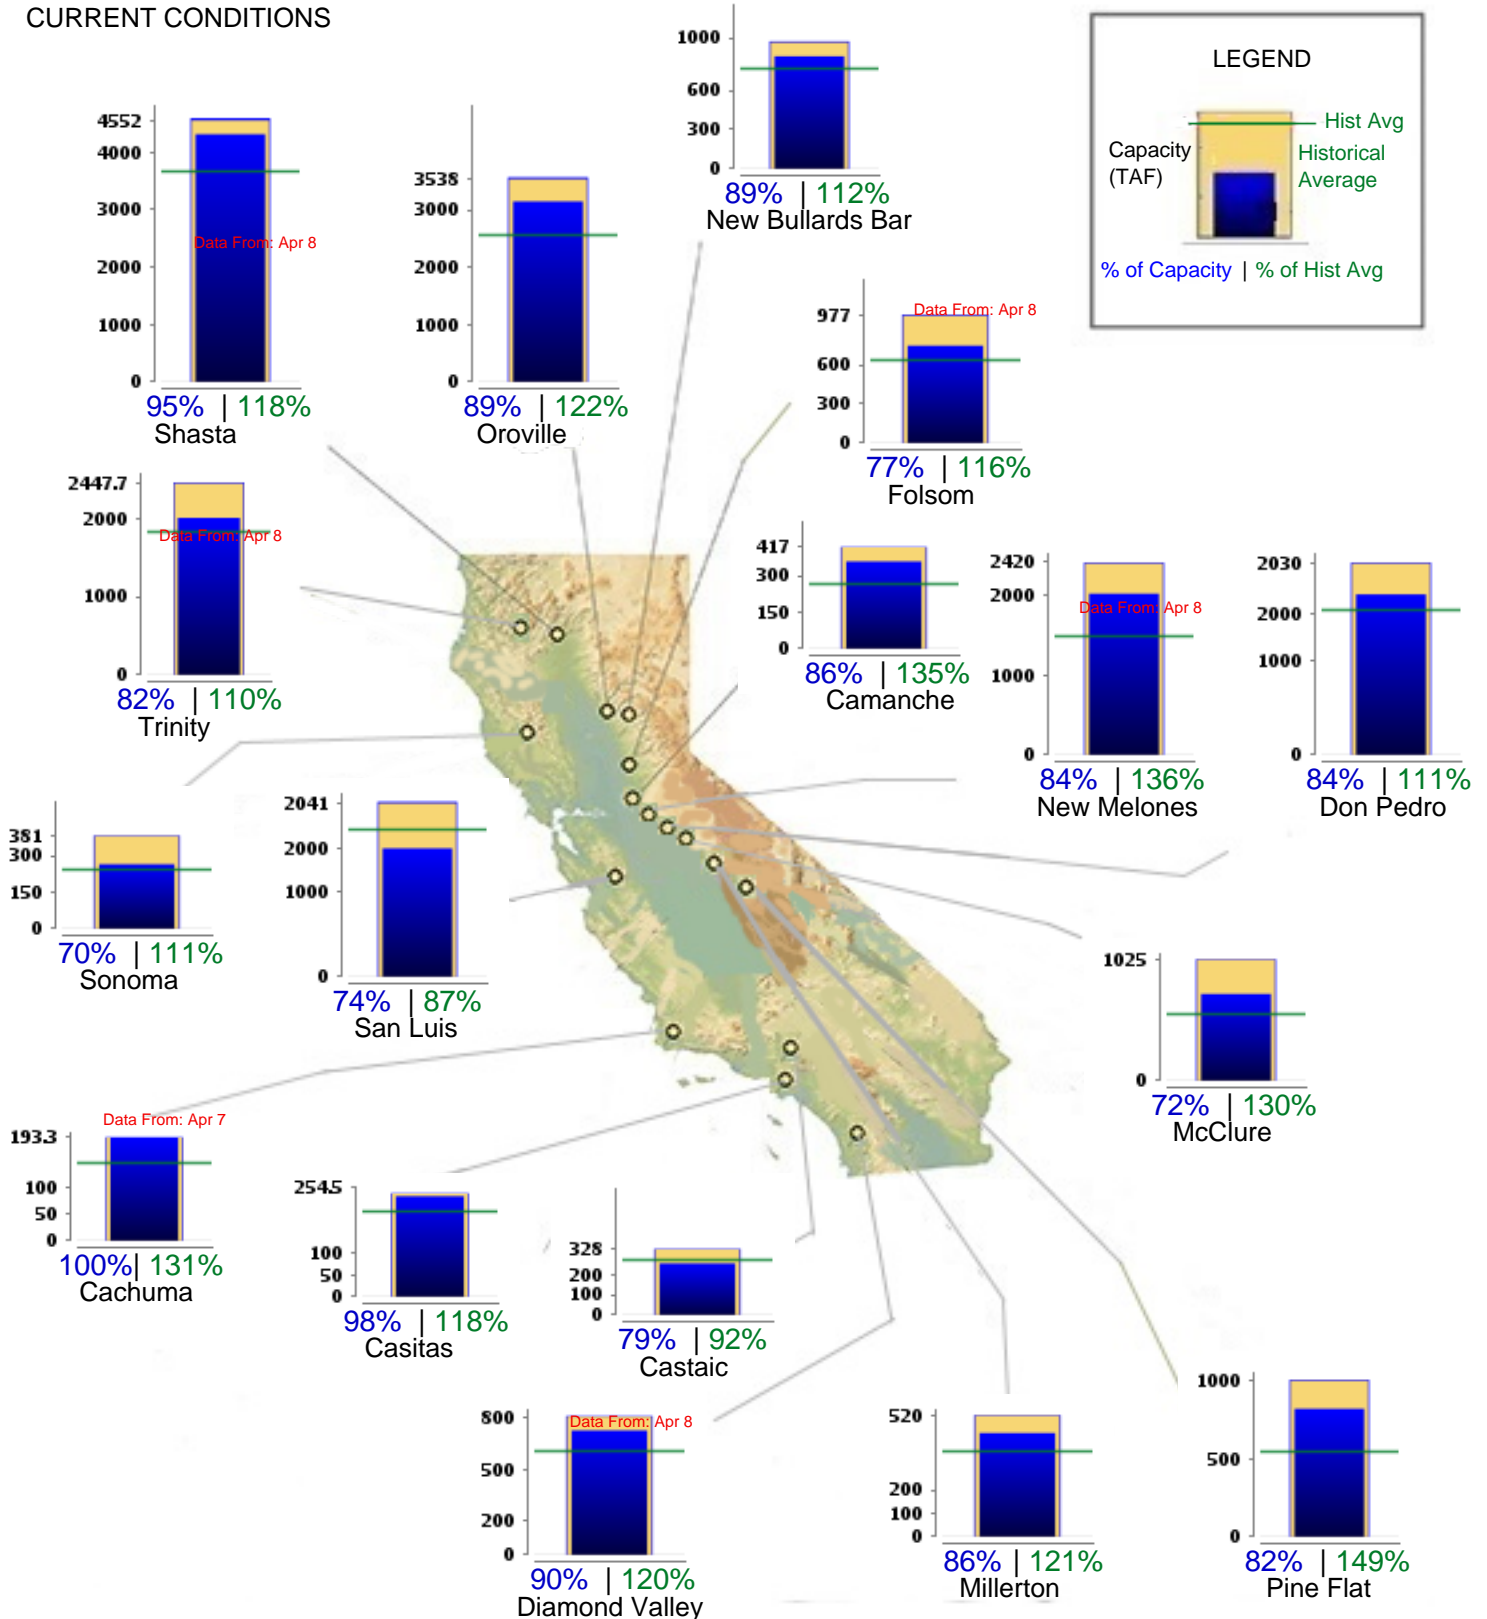 CURRENT CONDITIONS
1000
600
300
0
89% | 112%
New Bullards Bar
LEGEND
Hist Avg
Capacity
(TAF)
Historical
Average
% of Capacity | % of Hist Avg
4552
4000
3000
2000
1000
0
Data From: Apr 8
95% | 118%
Shasta
3538
3000
2000
1000
0
89% | 122%
Oroville
977
600
300
0
Data From: Apr 8
77% | 116%
Folsom
2447.7
2000
1000
0
Data From: Apr 8
82% | 110%
Trinity
417
300
150
0
86% | 135%
Camanche
2420
2000
1000
0
Data From: Apr 8
84% | 136%
New Melones
2030
2000
1000
0
84% | 111%
Don Pedro
381
300
150
0
70% | 111%
Sonoma
2041
2000
1000
0
74% | 87%
San Luis
1025
0
72% | 130%
McClure
Data From: Apr 7
193.3
100
50
0
100% | 131%
Cachuma
254.5
100
50
0
98% | 118%
Casitas
328
200
100
0
79% | 92%
Castaic
800
500
200
0
Data From: Apr 8
90% | 120%
Diamond Valley
520
200
100
0
86% | 121%
Millerton
1000
500
0
82% | 149%
Pine Flat